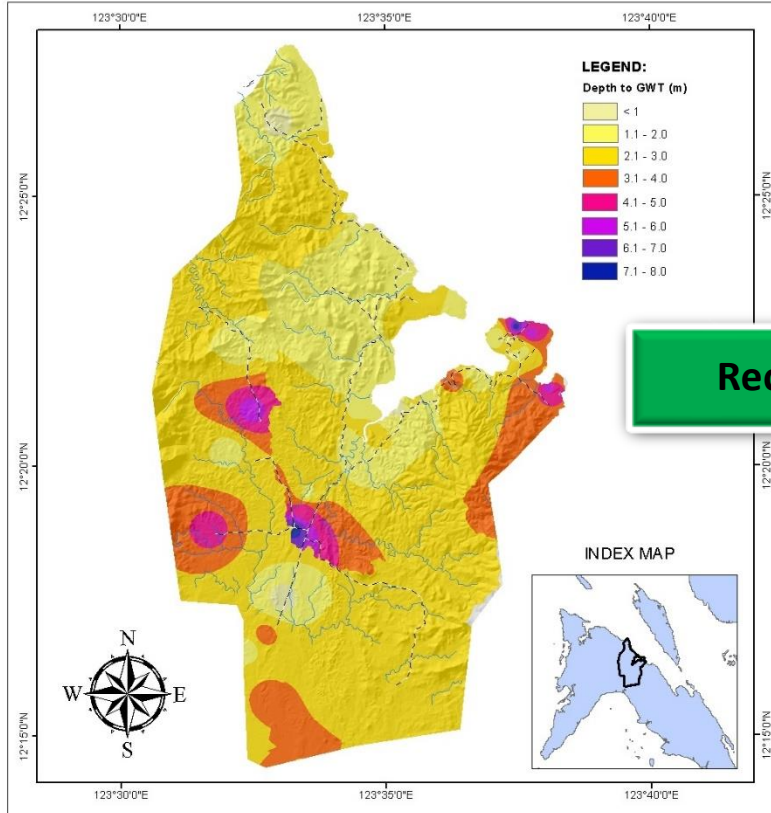 123°30'0"E 123°35'0"E 123°40'0"E
LEGEND:
Depth to GWT (m)
< 1
1.1 - 2.0
2.1 - 3.0
3.1 - 4.0
4.1 - 5.0
5.1 - 6.0
6.1 - 7.0
7.1 - 8.0
12°25'0"N 12°25'0"N
12°20'0"N 12°20'0"N
INDEX MAP
N
W E
S
12°15'0"N 12°15'0"N
123°30'0"E 123°35'0"E 123°40'0"E